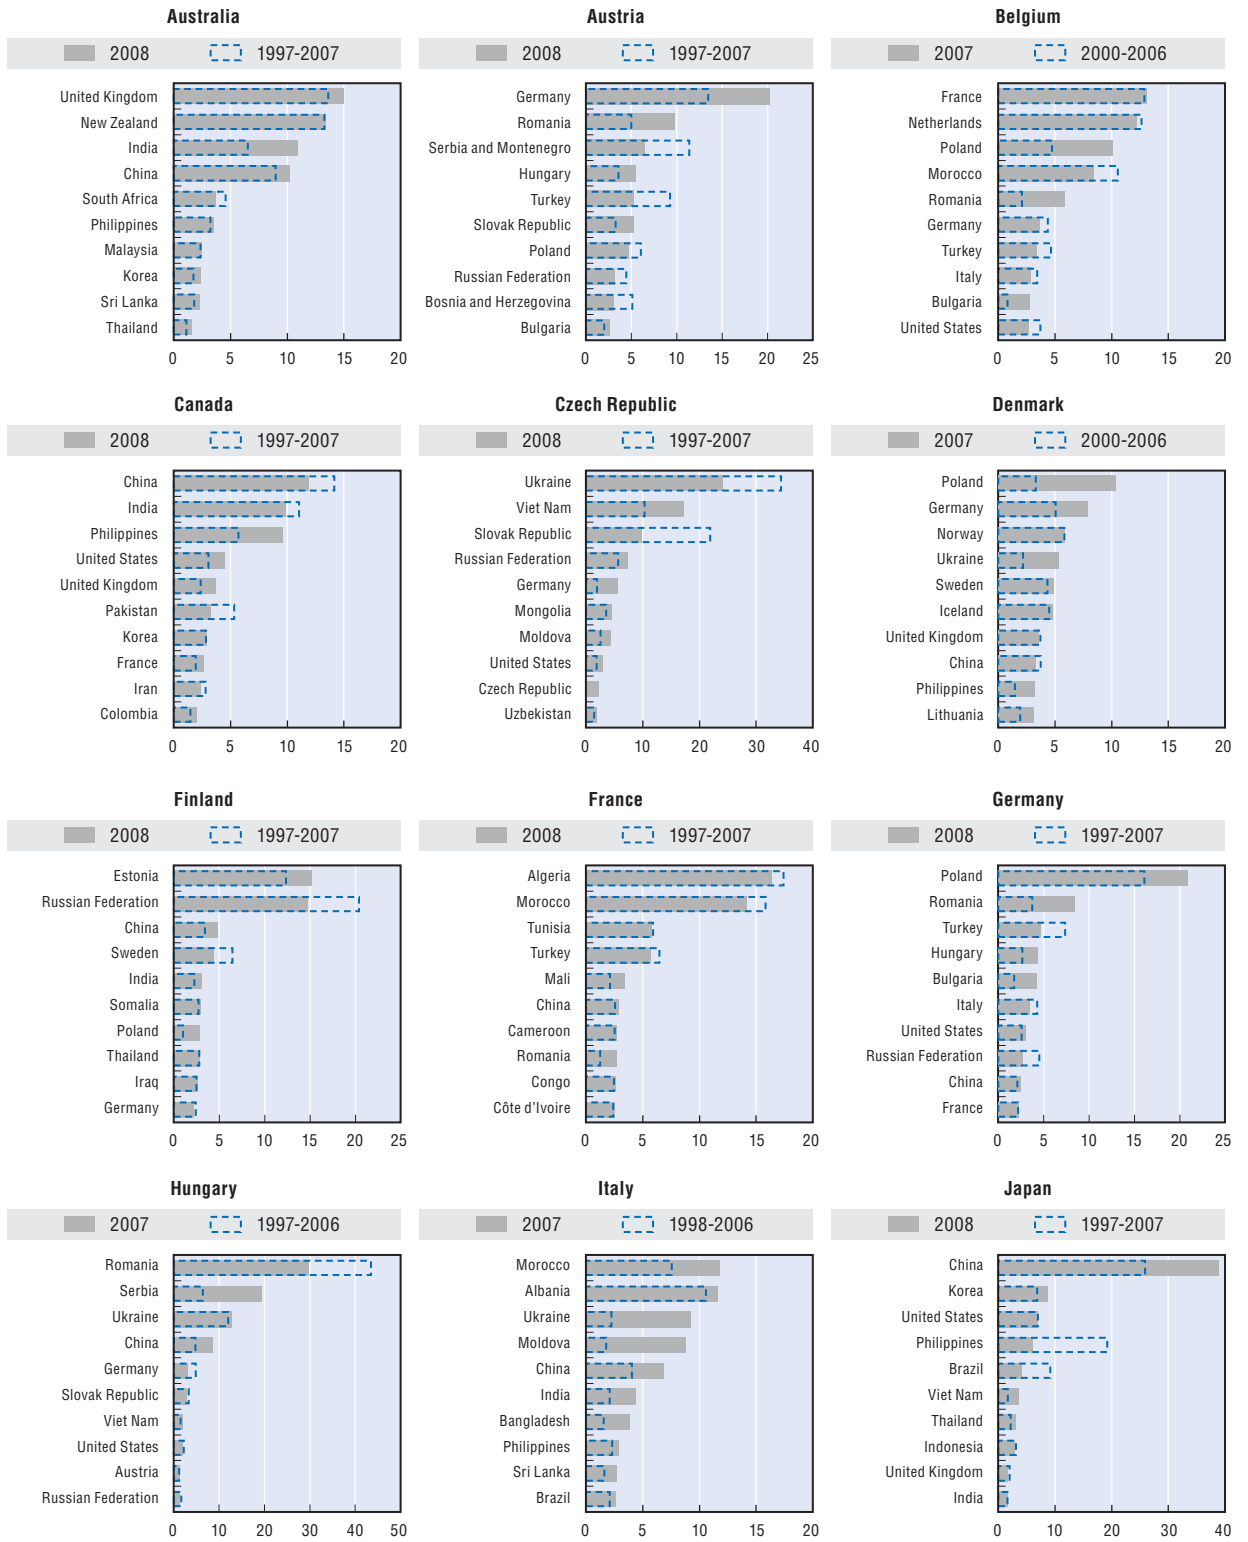 Australia
2008 1997-2007
United Kingdom
New Zealand
India
China
South Africa
Philippines
Malaysia
Korea
Sri Lanka
Thailand
0 5 10 15 20
Austria
2008 1997-2007
Germany
Romania
Serbia and Montenegro
Hungary
Turkey
Slovak Republic
Poland
Russian Federation
Bosnia and Herzegovina
Bulgaria
0 5 10 15 20 25
Belgium
2007 2000-2006
France
Netherlands
Poland
Morocco
Romania
Germany
Turkey
Italy
Bulgaria
United States
0 5 10 15 20
Canada
2008 1997-2007
China
India
Philippines
United States
United Kingdom
Pakistan
Korea
France
Iran
Colombia
0 5 10 15 20
Czech Republic
2008 1997-2007
Ukraine
Viet Nam
Slovak Republic
Russian Federation
Germany
Mongolia
Moldova
United States
Czech Republic
Uzbekistan
0 10 20 30 40
Denmark
2007 2000-2006
Poland
Germany
Norway
Ukraine
Sweden
Iceland
United Kingdom
China
Philippines
Lithuania
0 5 10 15 20
Finland
2008 1997-2007
Estonia
Russian Federation
China
Sweden
India
Somalia
Poland
Thailand
Iraq
Germany
0 5 10 15 20 25
France
2008 1997-2007
Algeria
Morocco
Tunisia
Turkey
Mali
China
Cameroon
Romania
Congo
Côte d'Ivoire
0 5 10 15 20
Germany
2008 1997-2007
Poland
Romania
Turkey
Hungary
Bulgaria
Italy
United States
Russian Federation
China
France
0 5 10 15 20 25
Hungary
2007 1997-2006
Romania
Serbia
Ukraine
China
Germany
Slovak Republic
Viet Nam
United States
Austria
Russian Federation
0 10 20 30 40 50
Italy
2007 1998-2006
Morocco
Albania
Ukraine
Moldova
China
India
Bangladesh
Philippines
Sri Lanka
Brazil
0 5 10 15 20
Japan
2008 1997-2007
China
Korea
United States
Philippines
Brazil
Viet Nam
Thailand
Indonesia
United Kingdom
India
0 10 20 30 40